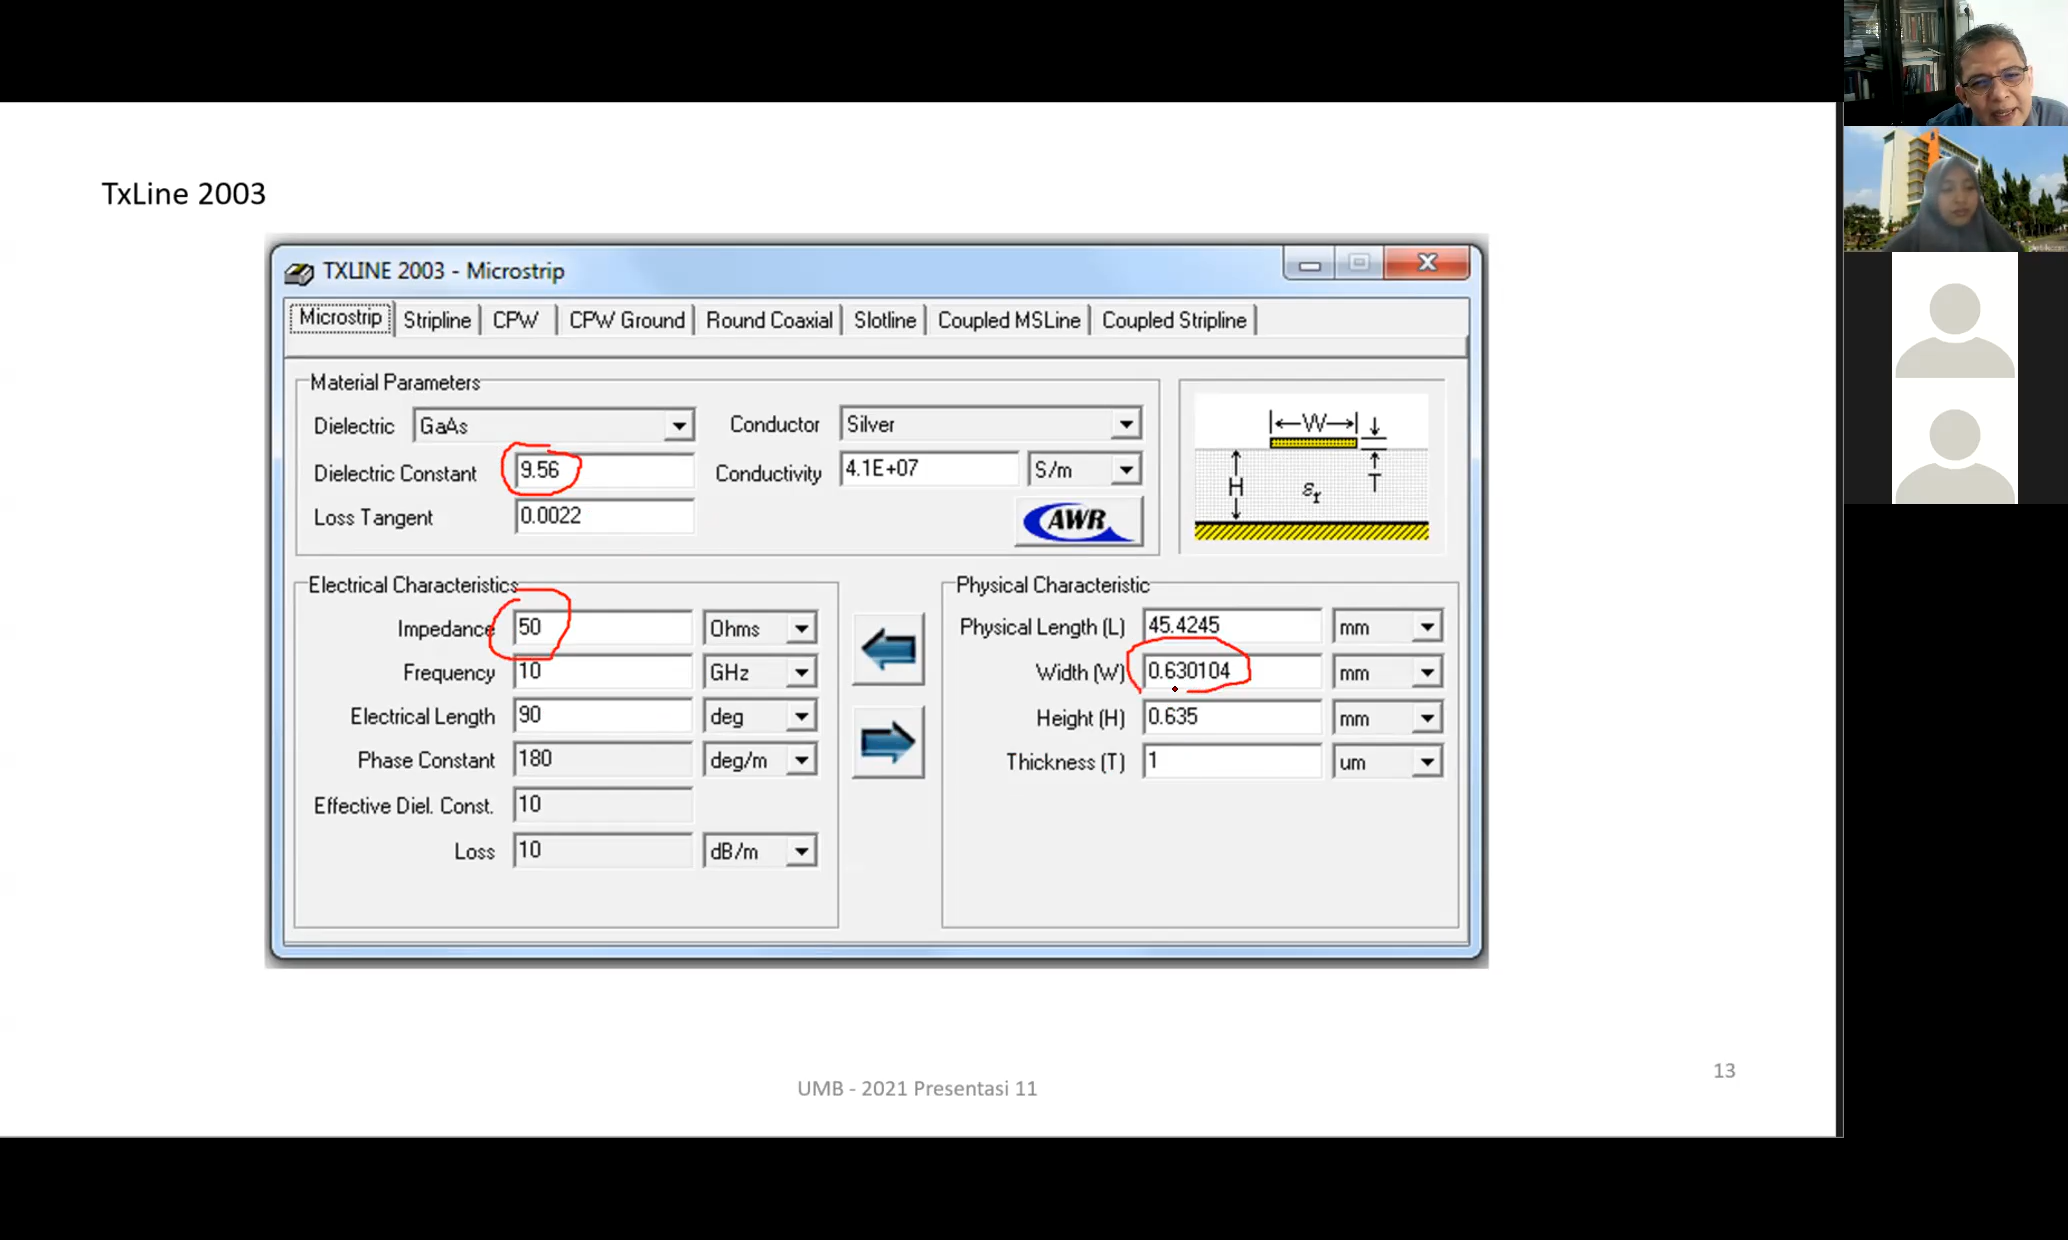 TxLine 2003
TXLINE 2003 - Microstrip
Microstrip Stripline CPW CPW Ground Round Coaxial Slotline Coupled MSLine Coupled Stripline
Material Parameters
Dielectric GaAs Conductor Silver
Dielectric Constant 9.56 Conductivity 4.1E+07 S/m
Loss Tangent 0.0022
AWR
W
H
εr
T
Electrical Characteristics
Impedance 50 Ohms
Frequency 10 GHz
Electrical Length 90 deg
Phase Constant 180 deg/m
Effective Diel. Const. 10
Loss 10 dB/m
Physical Characteristic
Physical Length (L) 45.4245 mm
Width (W) 0.630104 mm
Height (H) 0.635 mm
Thickness (T) 1 um
UMB - 2021 Presentasi 11
13